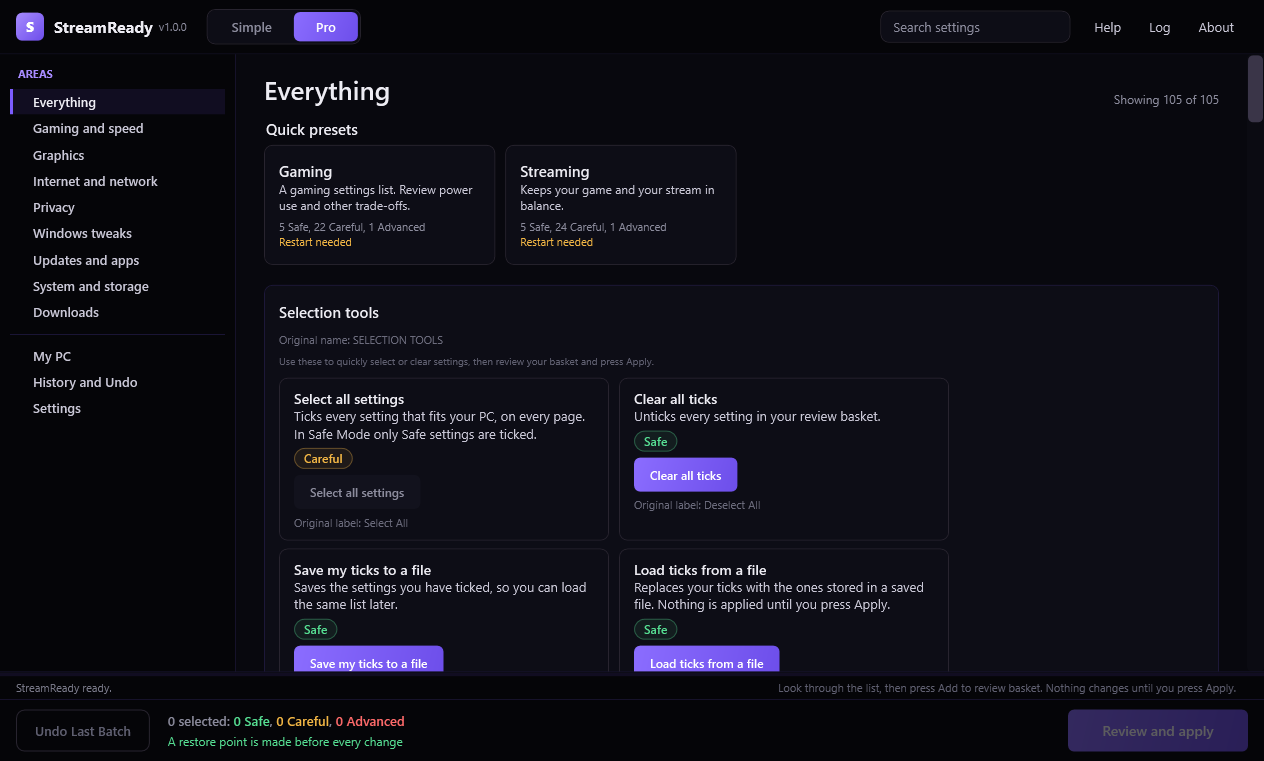 S StreamReady v1.0.0 Simple Pro Search settings Help Log About
AREAS
Everything
Gaming and speed
Graphics
Internet and network
Privacy
Windows tweaks
Updates and apps
System and storage
Downloads
My PC
History and Undo
Settings
Everything
Showing 105 of 105
Quick presets
Gaming
A gaming settings list. Review power
use and other trade-offs.
5 Safe, 22 Careful, 1 Advanced
Restart needed
Streaming
Keeps your game and your stream in
balance.
5 Safe, 24 Careful, 1 Advanced
Restart needed
Selection tools
Original name: SELECTION TOOLS
Use these to quickly select or clear settings, then review your basket and press Apply.
Select all settings
Ticks every setting that fits your PC, on every page.
In Safe Mode only Safe settings are ticked.
Careful
Select all settings
Original label: Select All
Clear all ticks
Unticks every setting in your review basket.
Safe
Clear all ticks
Original label: Deselect All
Save my ticks to a file
Saves the settings you have ticked, so you can load
the same list later.
Safe
Save my ticks to a file
Load ticks from a file
Replaces your ticks with the ones stored in a saved
file. Nothing is applied until you press Apply.
Safe
Load ticks from a file
StreamReady ready.
Look through the list, then press Add to review basket. Nothing changes until you press Apply.
Undo Last Batch
0 selected: 0 Safe, 0 Careful, 0 Advanced
A restore point is made before every change
Review and apply